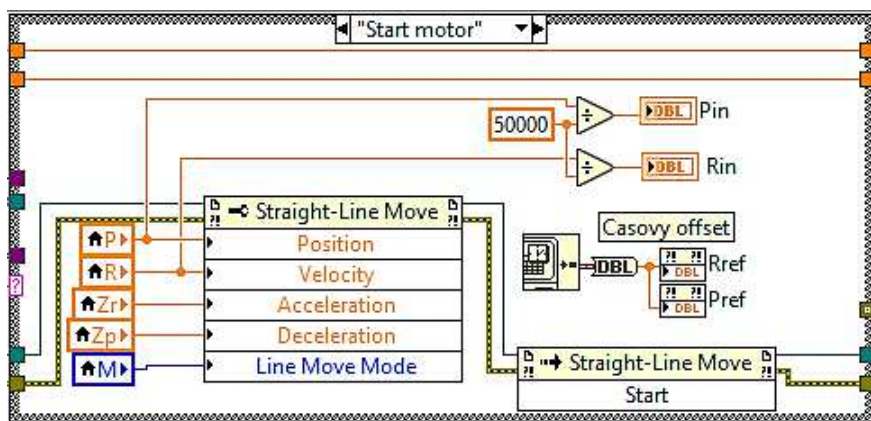 "Start motor"
50000
÷
DBL
Pin
÷
DBL
Rin
?! Straight-Line Move ?!
P
Position
R
Velocity
Zr
Acceleration
Zp
Deceleration
M
Line Move Mode
?
Casovy offset
DBL
?! ?!
DBL
Rref
?! ?!
DBL
Pref
?! Straight-Line Move ?!
Start